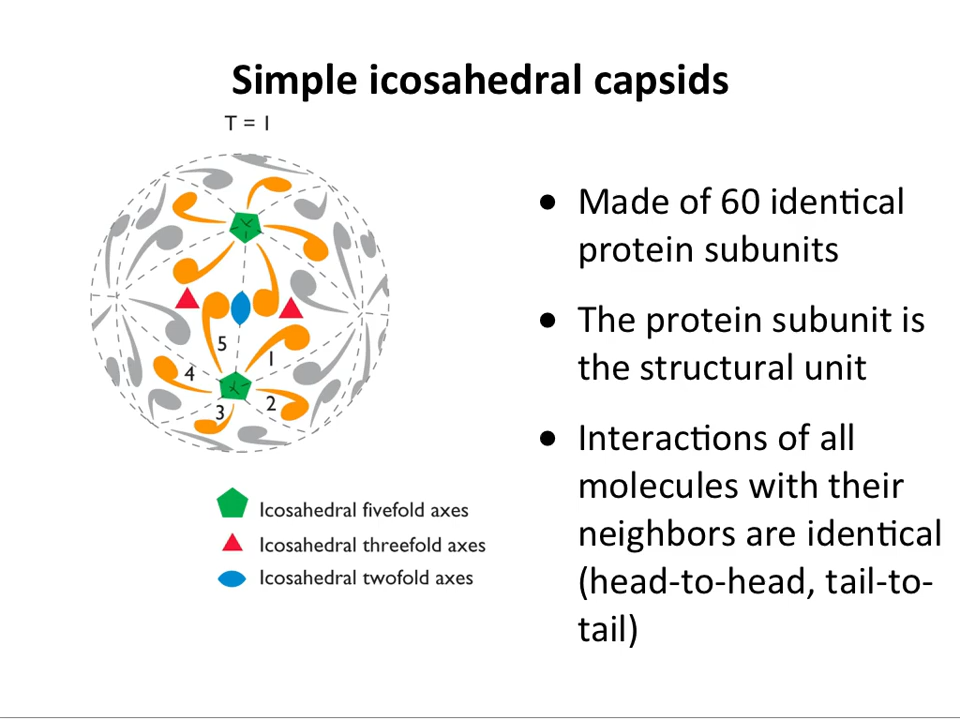 Simple icosahedral capsids
T = 1
5
1
4
2
3
Icosahedral fivefold axes
Icosahedral threefold axes
Icosahedral twofold axes
• Made of 60 identical
protein subunits
• The protein subunit is
the structural unit
• Interactions of all
molecules with their
neighbors are identical
(head-to-head, tail-to-
tail)